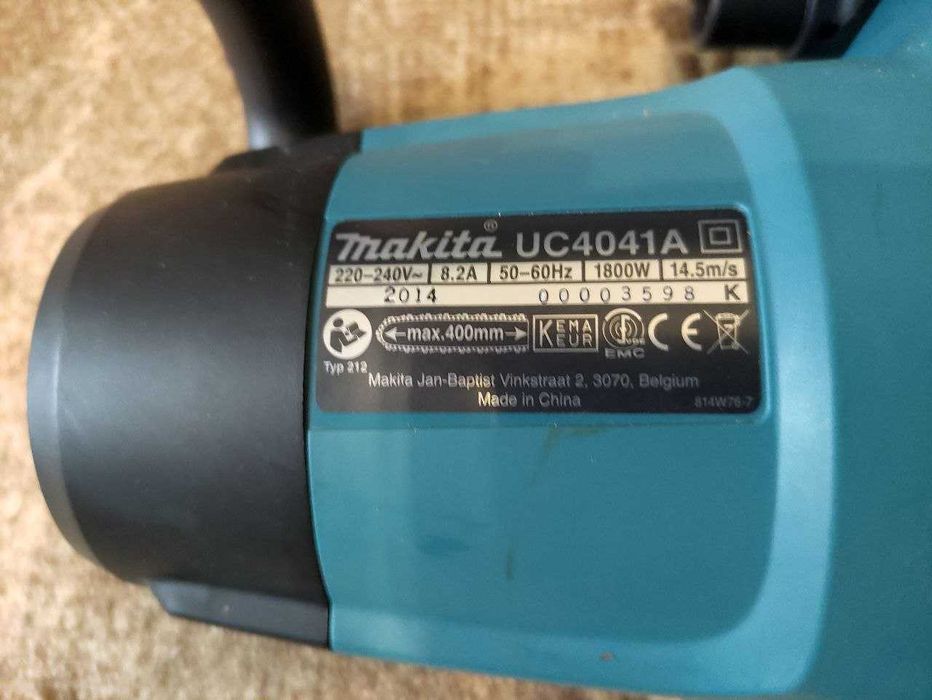 makita® UC4041A
220-240V~ 8.2A 50-60Hz 1800W 14.5m/s
2014 00003598 K
max.400mm KEMA KEUR EMC CE
Typ 212
Makita Jan-Baptist Vinkstraat 2, 3070, Belgium
Made in China 814W76-7